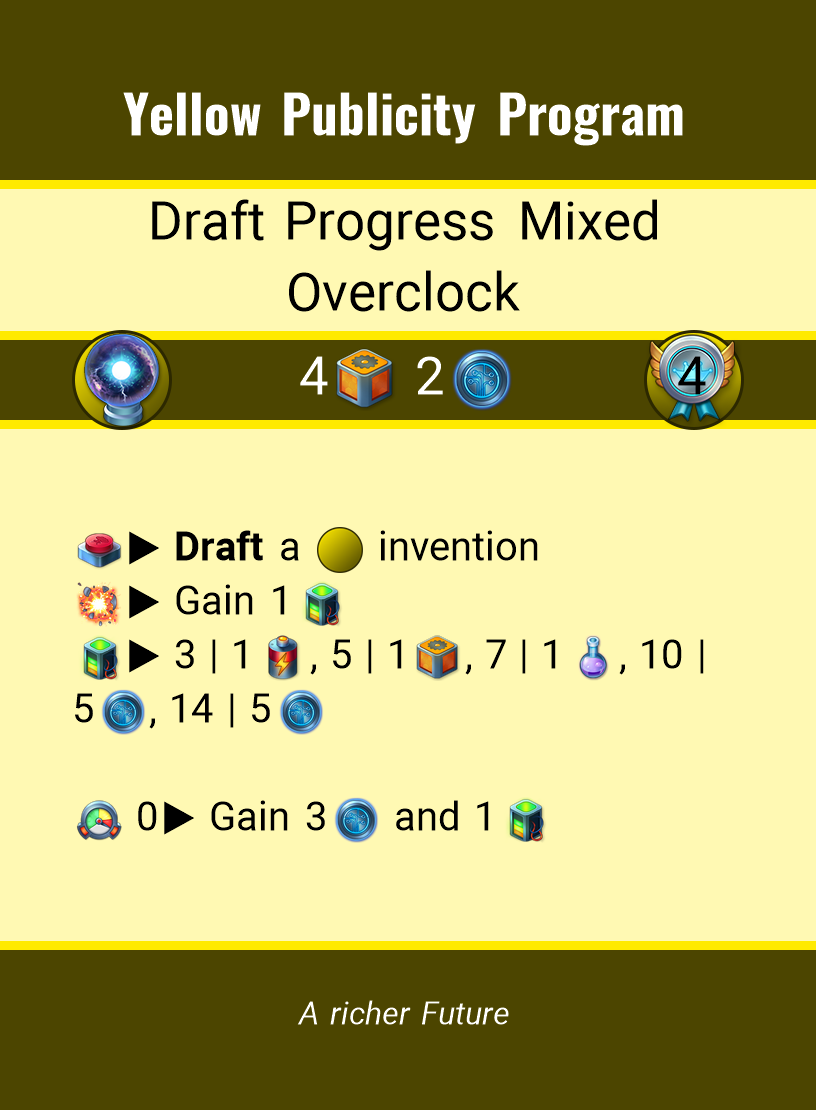 Yellow Publicity Program
Draft Progress Mixed
Overclock
4 2 4
▶ Draft a invention
▶ Gain 1
▶ 3 | 1 , 5 | 1 , 7 | 1 , 10 |
5 , 14 | 5
0▶ Gain 3 and 1
A richer Future